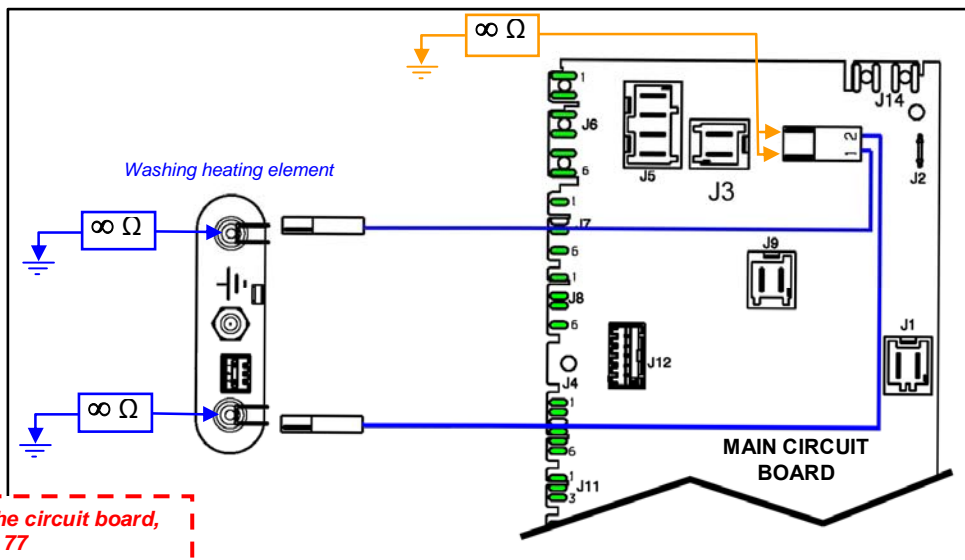 ∞ Ω
1
J14
J6
2
1
J5
J3
J2
6
Washing heating element
1
∞ Ω
J7
6
J9
1
J8
6
J1
J12
J4
∞ Ω
1
6
MAIN CIRCUIT
BOARD
1
J11
3
he circuit board,
77